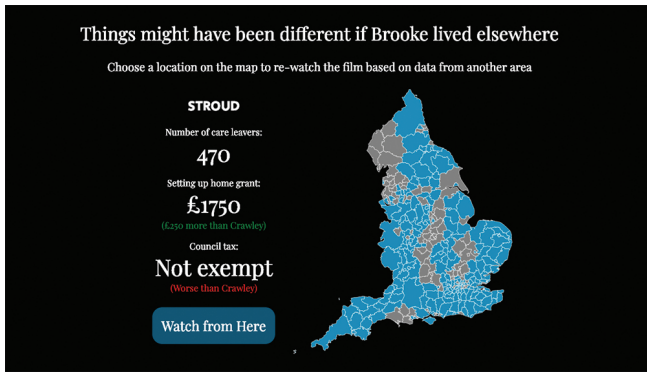 Things might have been different if Brooke lived elsewhere
Choose a location on the map to re-watch the film based on data from another area
STROUD
Number of care leavers:
470
Setting up home grant:
£1750
(£250 more than Crawley)
Council tax:
Not exempt
(Worse than Crawley)
Watch from Here